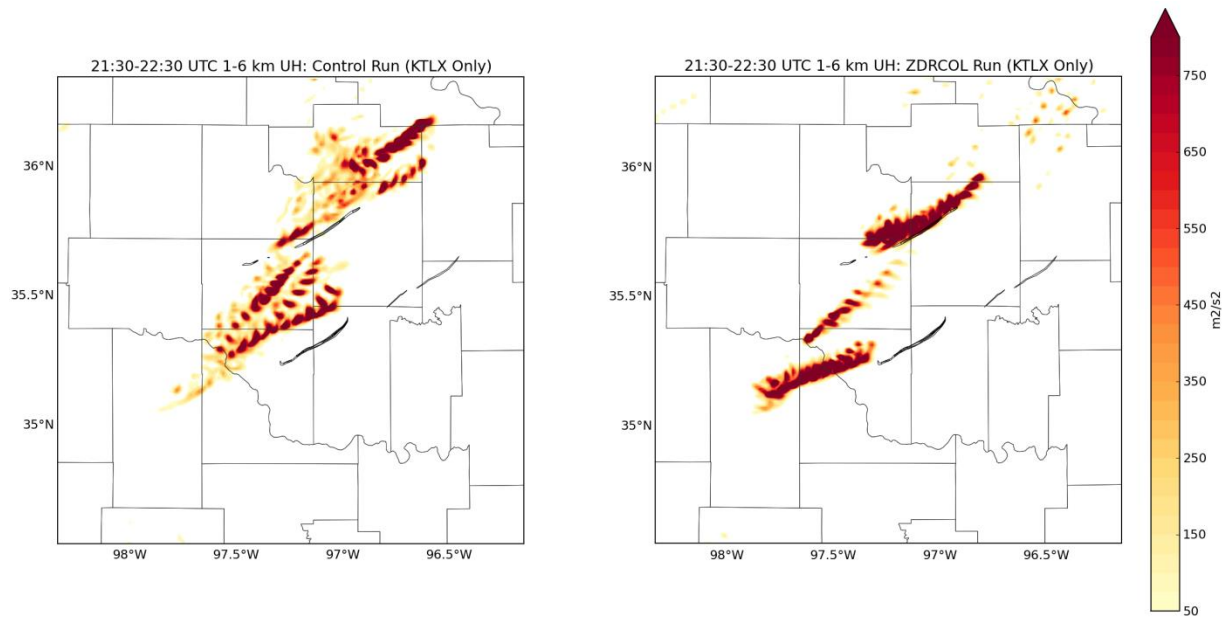 21:30-22:30 UTC 1-6 km UH: Control Run (KTLX Only)
36°N
35.5°N
35°N
98°W
97.5°W
97°W
96.5°W
21:30-22:30 UTC 1-6 km UH: ZDRCOL Run (KTLX Only)
36°N
35.5°N
35°N
98°W
97.5°W
97°W
96.5°W
750
650
550
450
350
250
150
50
m2/s2